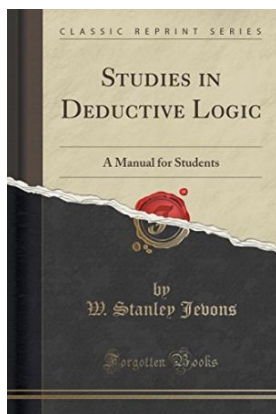 CLASSIC REPRINT SERIES
STUDIES IN
DEDUCTIVE LOGIC
A Manual for Students
by
W. Stanley Jevons
Forgotten Books